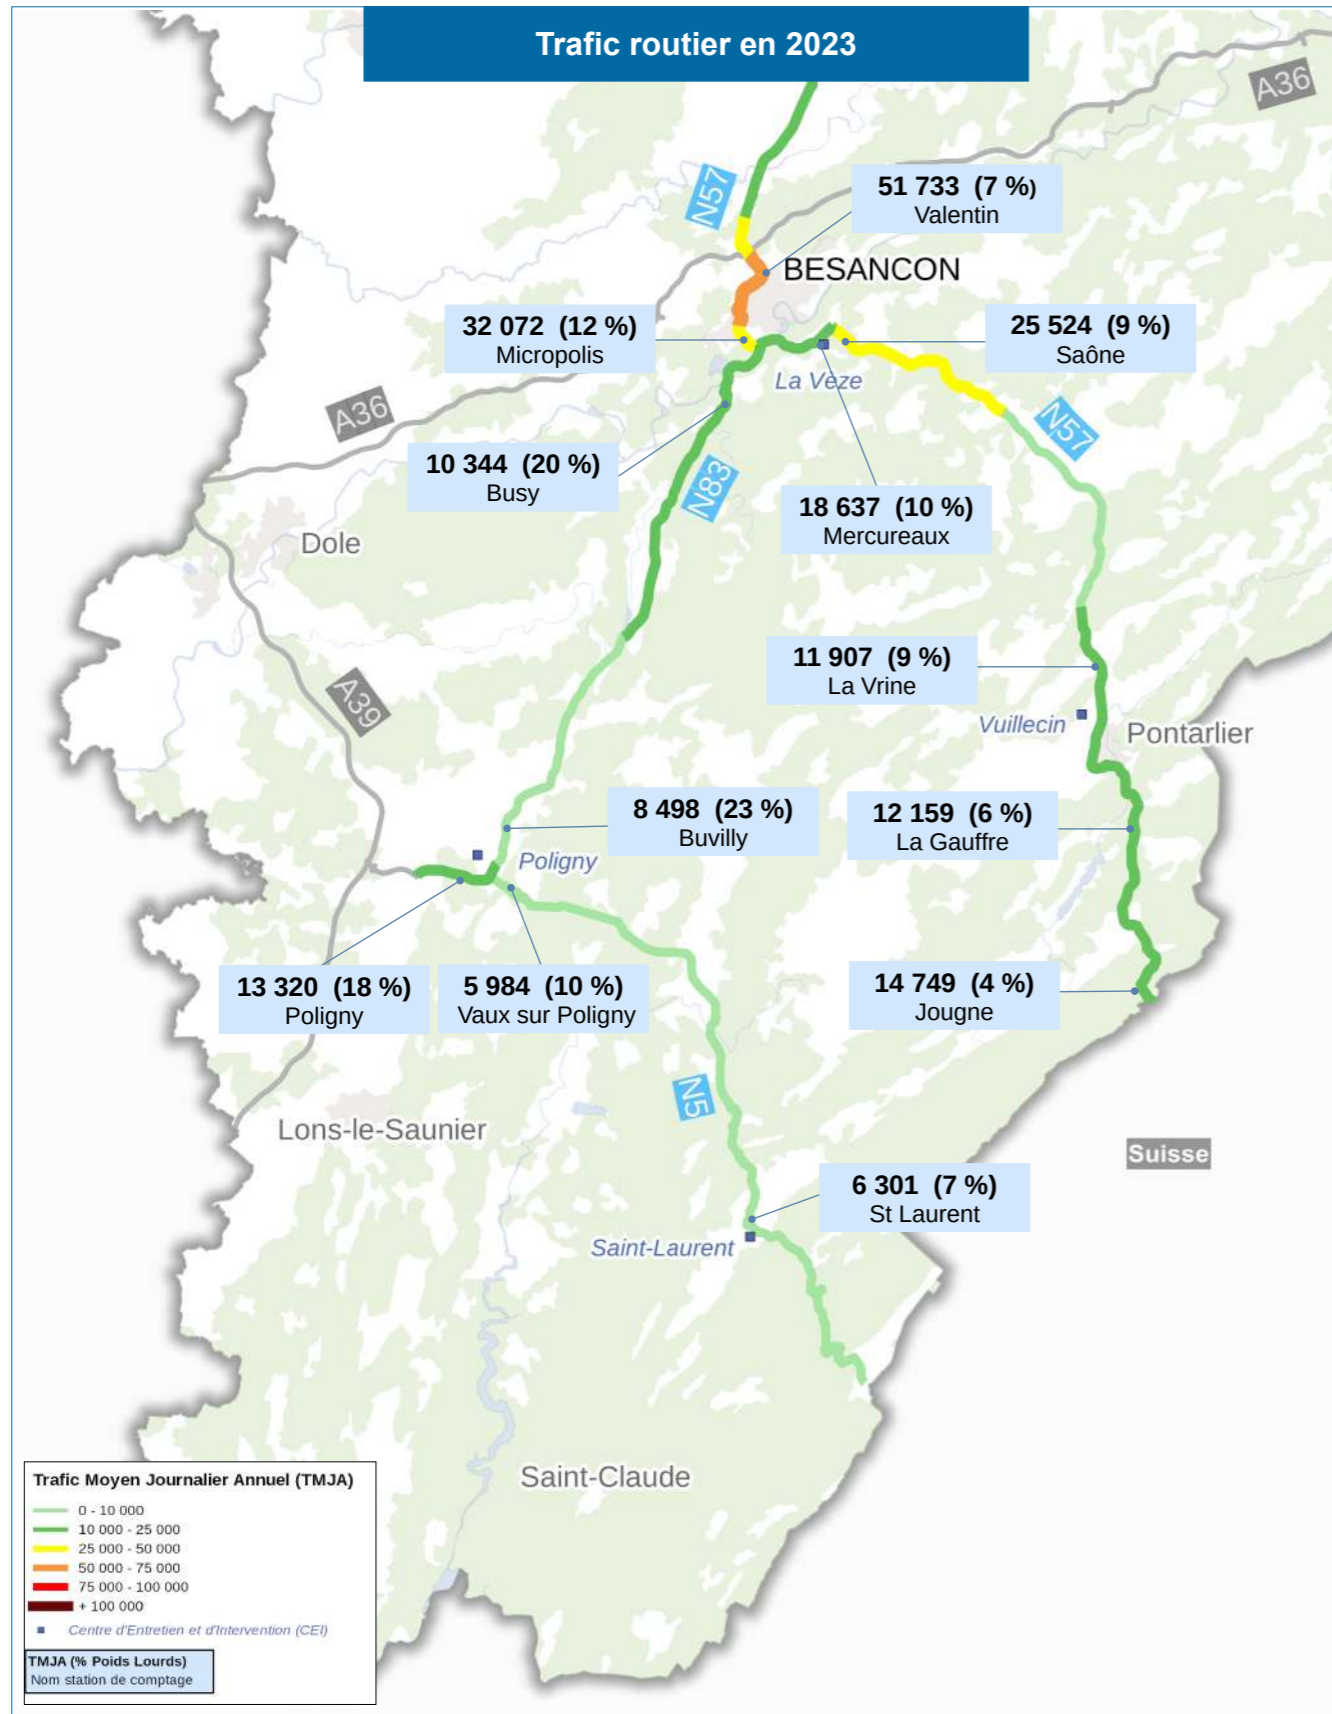 Trafic routier en 2023
A36
N57
51 733 (7 %)
Valentin
BESANCON
32 072 (12 %)
Micropolis
25 524 (9 %)
Saône
La Vèze
A36
N57
10 344 (20 %)
Busy
N83
18 637 (10 %)
Mercureaux
Dole
11 907 (9 %)
La Vrine
A39
Vuillecin
Pontarlier
8 498 (23 %)
Buvilly
12 159 (6 %)
La Gauffre
Poligny
13 320 (18 %)
Poligny
5 984 (10 %)
Vaux sur Poligny
14 749 (4 %)
Jougne
N5
Lons-le-Saunier
Suisse
6 301 (7 %)
St Laurent
Saint-Laurent
Saint-Claude
Trafic Moyen Journalier Annuel (TMJA)
0 - 10 000
10 000 - 25 000
25 000 - 50 000
50 000 - 75 000
75 000 - 100 000
+ 100 000
Centre d'Entretien et d'Intervention (CEI)
TMJA (% Poids Lourds)
Nom station de comptage